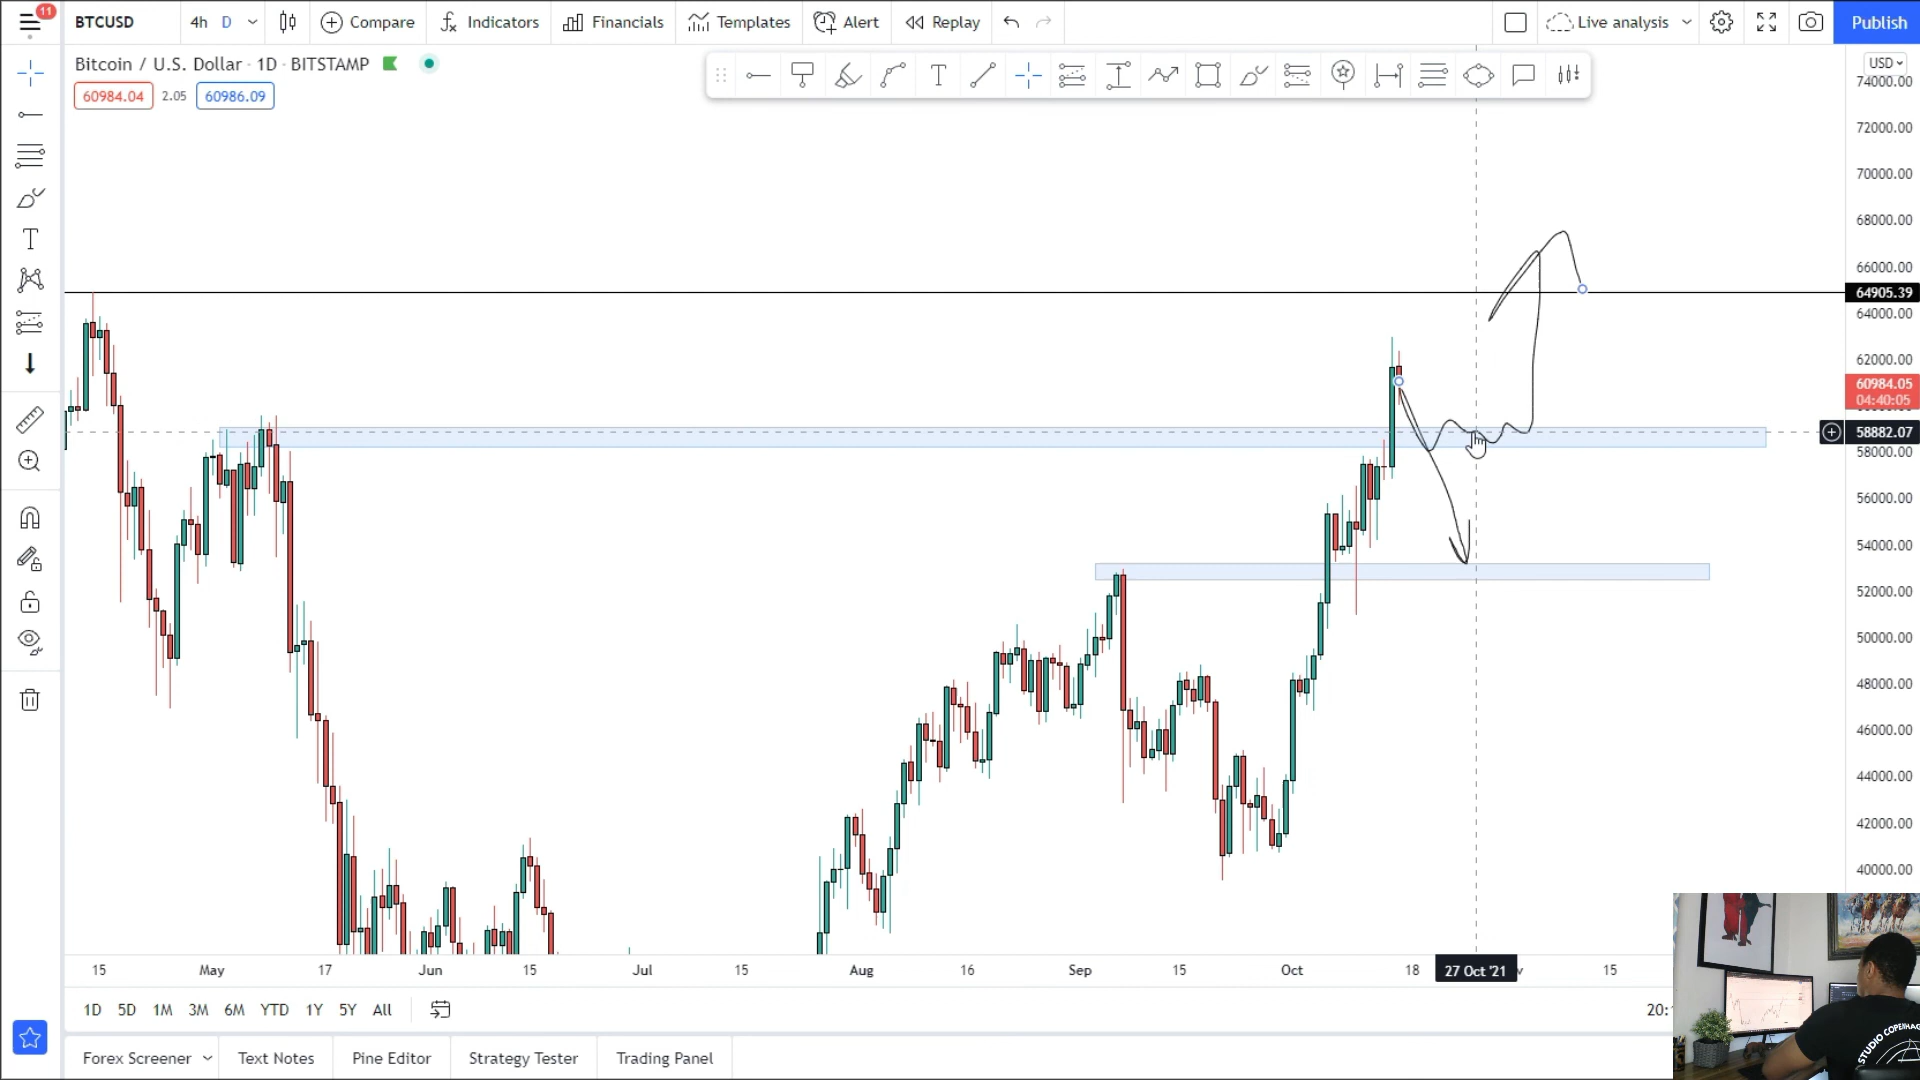 11
BTCUSD
4h D
Compare
Indicators
Financials
Templates
Alert
Replay
Live analysis
Publish
Bitcoin / U.S. Dollar · 1D · BITSTAMP
60984.04 2.05 60986.09
T
T
USD
74000.00
72000.00
70000.00
68000.00
66000.00
64905.39
64000.00
62000.00
60984.05
04:40:05
58882.07
58000.00
56000.00
54000.00
52000.00
50000.00
48000.00
46000.00
44000.00
42000.00
40000.00
15 May 17 Jun 15 Jul 15 Aug 16 Sep 15 Oct 18 27 Oct '21 15
1D 5D 1M 3M 6M YTD 1Y 5Y All
20:
Forex Screener Text Notes Pine Editor Strategy Tester Trading Panel
STUDIO COPENHAG